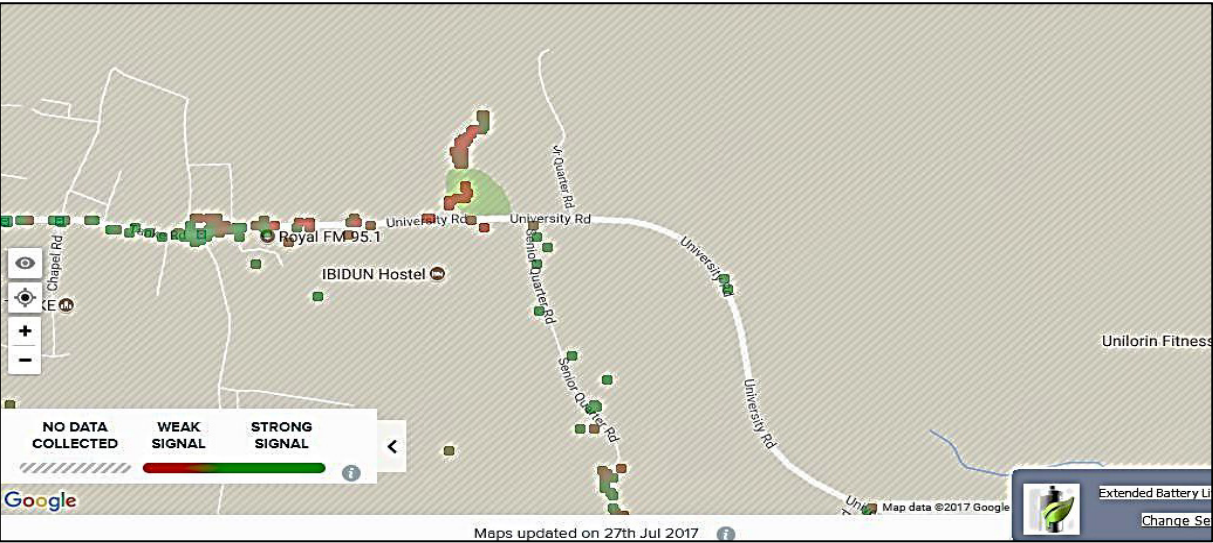 Jr Quarter Rd
University Rd
University Rd
Royal FM 95.1
Chapel Rd
IBIDUN Hostel
Senior Quarter Rd
University Rd
KE
Unilorin Fitness
Senior Quarter Rd
University Rd
+
−
NO DATA COLLECTED
WEAK SIGNAL
STRONG SIGNAL
<
i
Google
Map data ©2017 Google
Extended Battery Li
Change Se
Maps updated on 27th Jul 2017
i